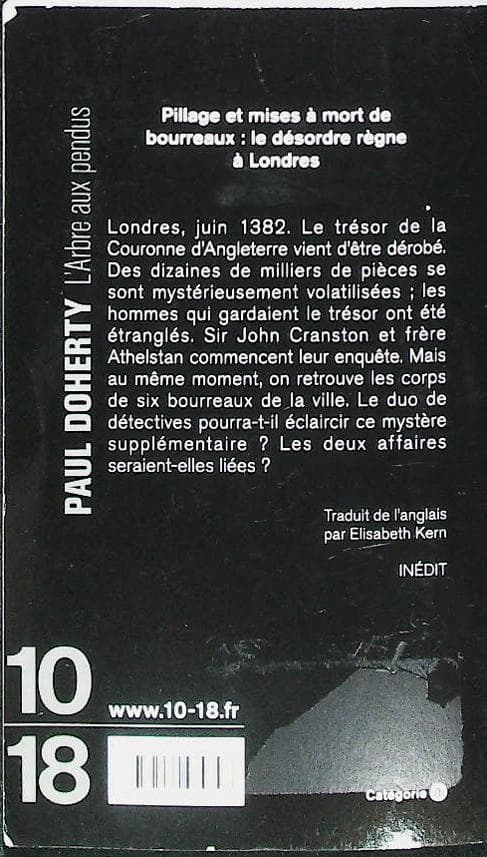 PAUL DOHERTY L'Arbre aux pendus
Pillage et mises à mort de
bourreaux : le désordre règne
à Londres
Londres, juin 1382. Le trésor de la
Couronne d'Angleterre vient d'être dérobé.
Des dizaines de milliers de pièces se
sont mystérieusement volatilisées ; les
hommes qui gardaient le trésor ont été
étranglés. Sir John Cranston et frère
Athelstan commencent leur enquête. Mais
au même moment, on retrouve les corps
de six bourreaux de la ville. Le duo de
détectives pourra-t-il éclaircir ce mystère
supplémentaire ? Les deux affaires
seraient-elles liées ?
Traduit de l'anglais
par Elisabeth Kern
INÉDIT
10
18
www.10-18.fr
Catégorie